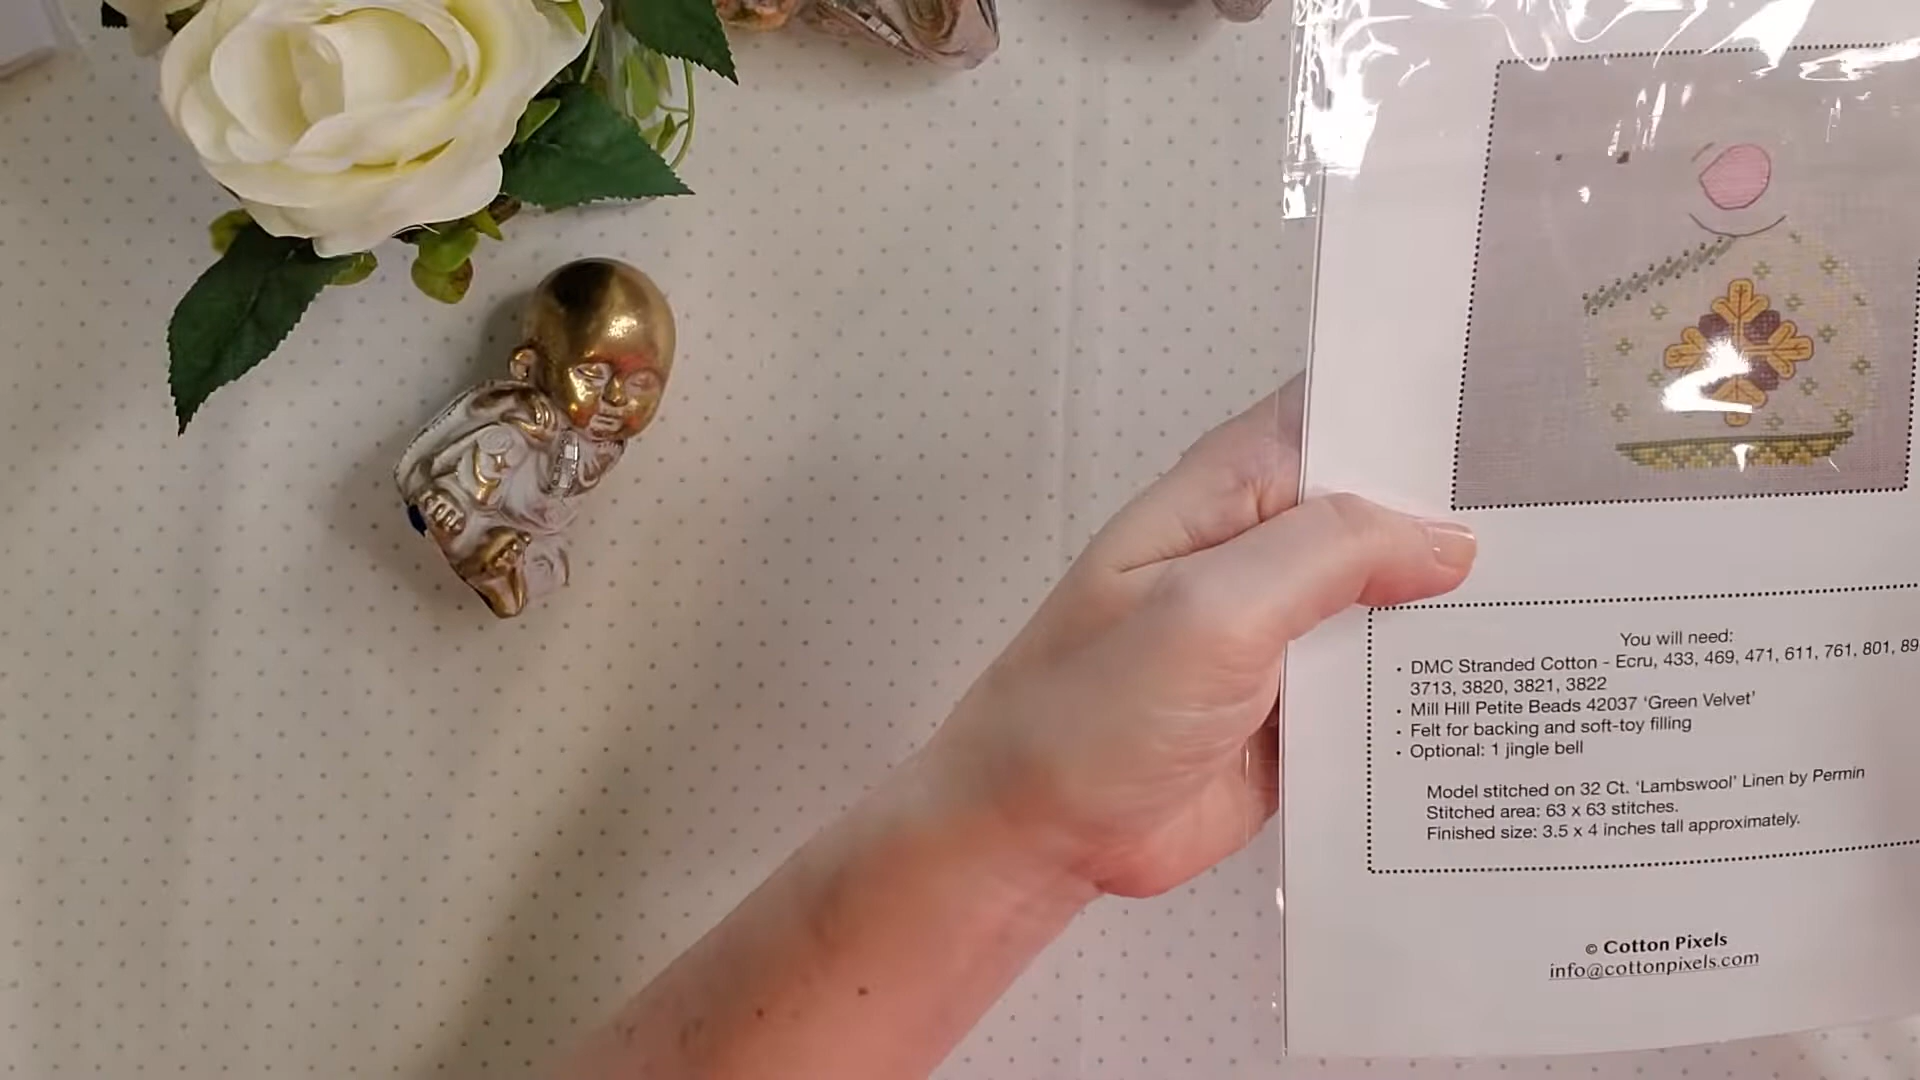 You will need:
• DMC Stranded Cotton - Ecru, 433, 469, 471, 611, 761, 801,
3713, 3820, 3821, 3822
• Mill Hill Petite Beads 42037 ‘Green Velvet’
• Felt for backing and soft-toy filling
• Optional: 1 jingle bell
Model stitched on 32 Ct. ‘Lambswool’ Linen by Permin
Stitched area: 63 x 63 stitches.
Finished size: 3.5 x 4 inches tall approximately.
© Cotton Pixels
info@cottonpixels.com